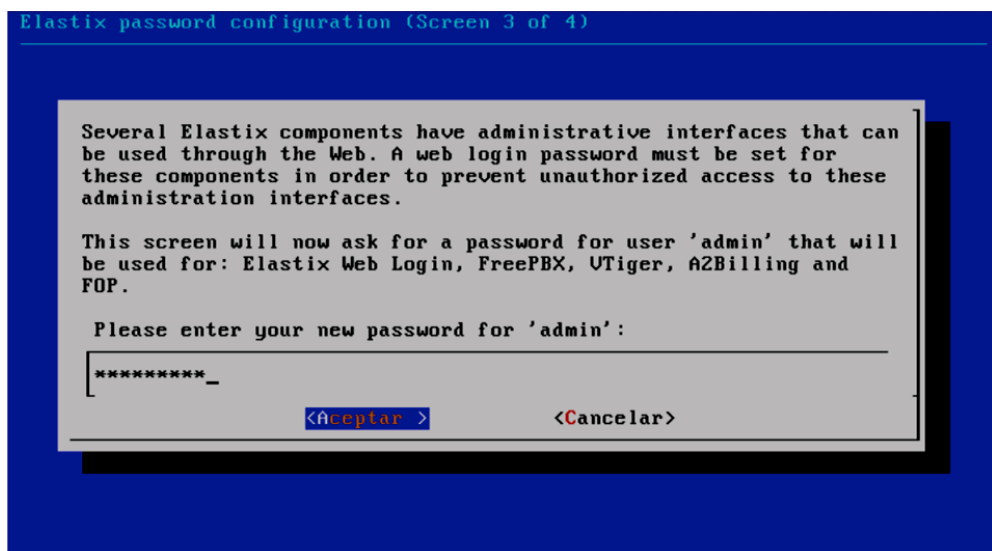 Elastix password configuration (Screen 3 of 4)
Several Elastix components have administrative interfaces that can
be used through the Web. A web login password must be set for
these components in order to prevent unauthorized access to these
administration interfaces.
This screen will now ask for a password for user 'admin' that will
be used for: Elastix Web Login, FreePBX, VTiger, A2Billing and
FOP.
Please enter your new password for 'admin':
*********_
<Aceptar > <Cancelar>